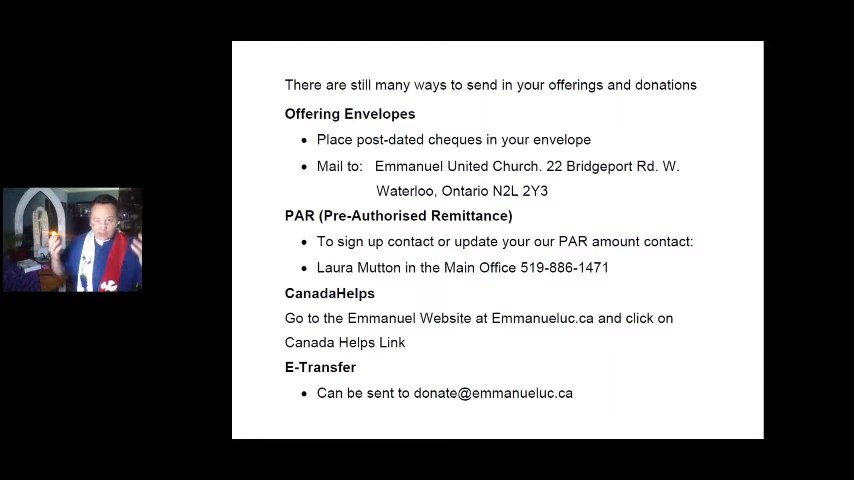 There are still many ways to send in your offerings and donations
Offering Envelopes
• Place post-dated cheques in your envelope
• Mail to: Emmanuel United Church. 22 Bridgeport Rd. W.
Waterloo, Ontario N2L 2Y3
PAR (Pre-Authorised Remittance)
• To sign up contact or update your our PAR amount contact:
• Laura Mutton in the Main Office 519-886-1471
CanadaHelps
Go to the Emmanuel Website at Emmanueluc.ca and click on
Canada Helps Link
E-Transfer
• Can be sent to donate@emmanueluc.ca